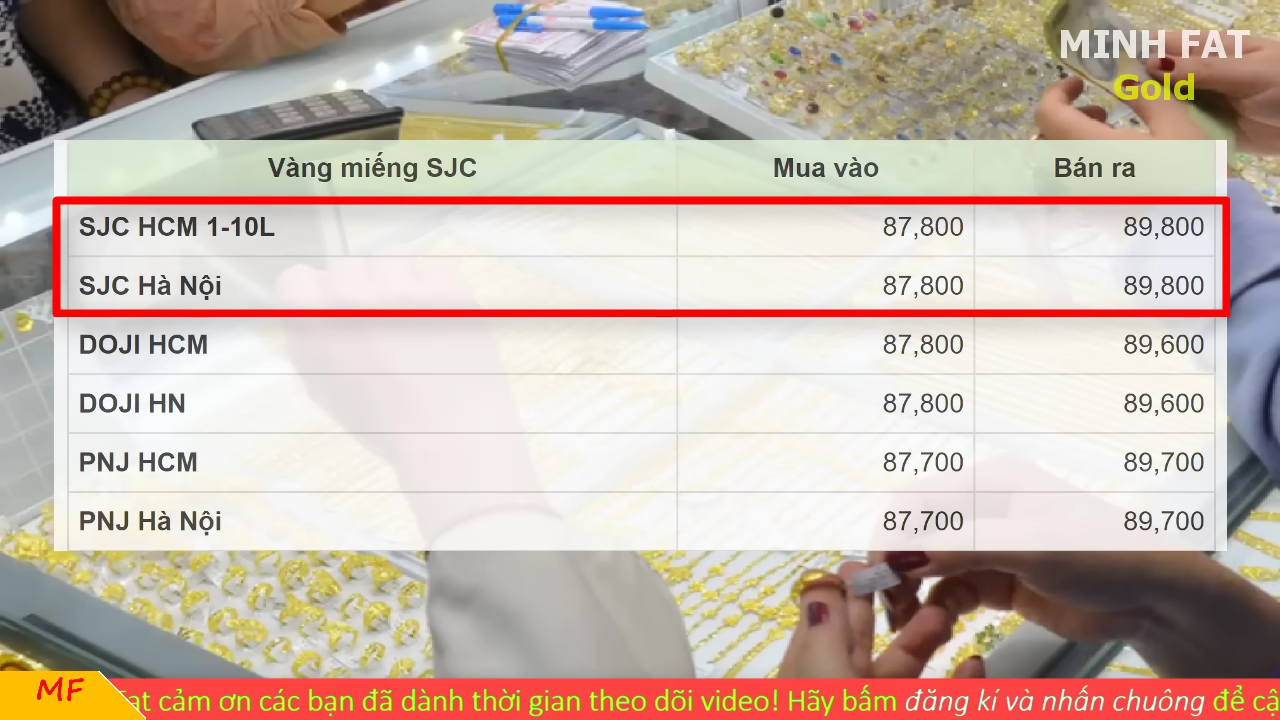 MINH FAT
Gold
Vàng miếng SJC Mua vào Bán ra
SJC HCM 1-10L 87,800 89,800
SJC Hà Nội 87,800 89,800
DOJI HCM 87,800 89,600
DOJI HN 87,800 89,600
PNJ HCM 87,700 89,700
PNJ Hà Nội 87,700 89,700
MF cảm ơn các bạn đã dành thời gian theo dõi video! Hãy bấm đăng kí và nhấn chuông để